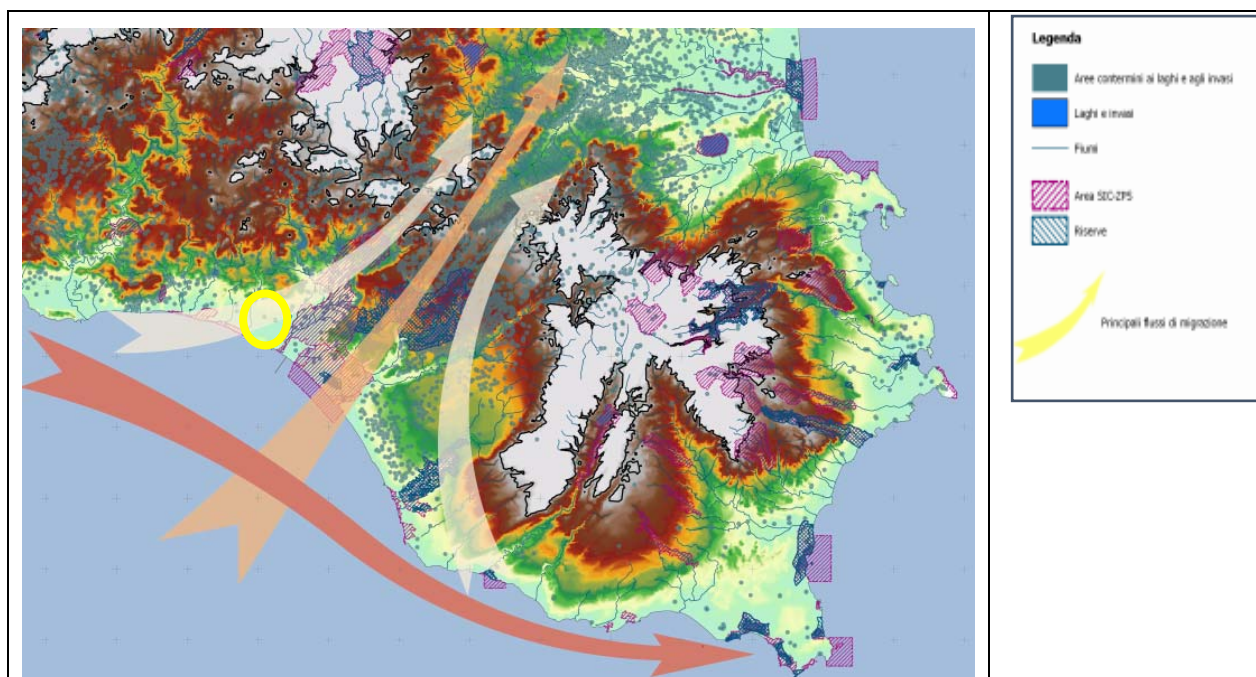 Legenda
Aree contermini ai laghi e agli invasi
Laghi e invasi
Fiumi
Area SIC-ZPS
Riserve
Principali flussi di migrazione